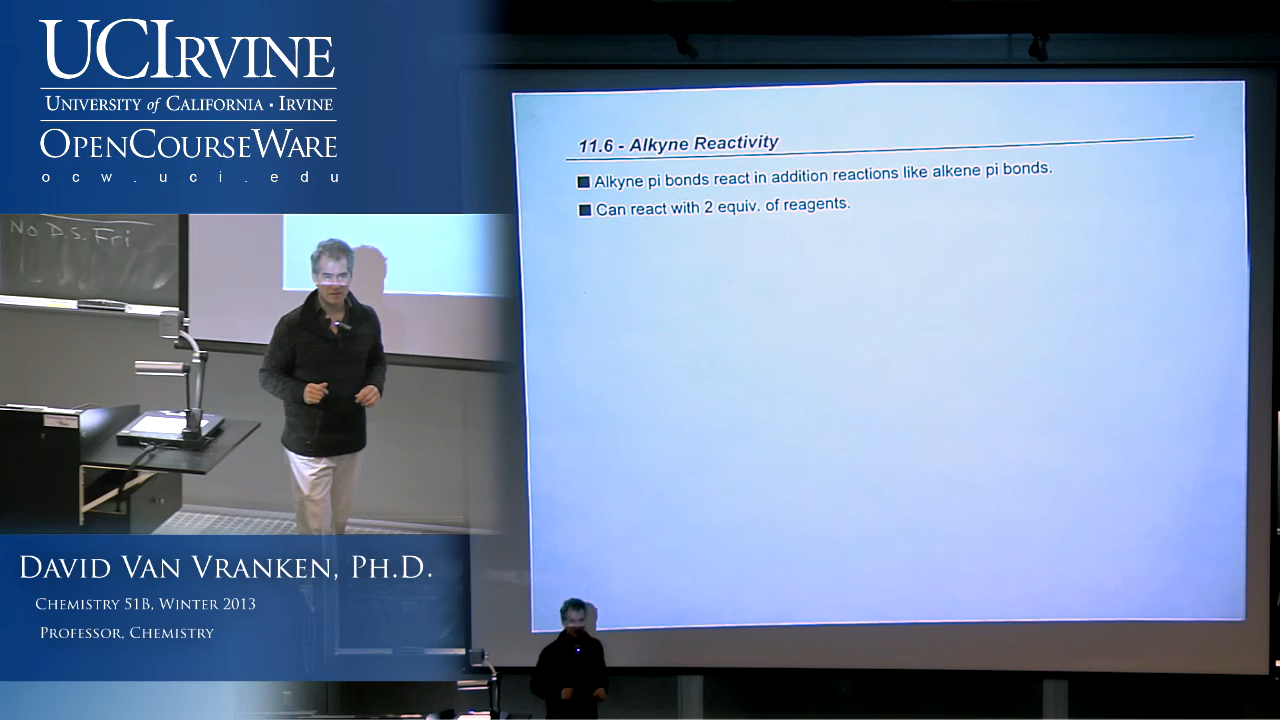 UCIRVINE
UNIVERSITY of CALIFORNIA • IRVINE
OPENCOURSEWARE
ocw.uci.edu
No D.S. Fri
DAVID VAN VRANKEN, PH.D.
CHEMISTRY 51B, WINTER 2013
PROFESSOR, CHEMISTRY
11.6 - Alkyne Reactivity
■ Alkyne pi bonds react in addition reactions like alkene pi bonds.
■ Can react with 2 equiv. of reagents.